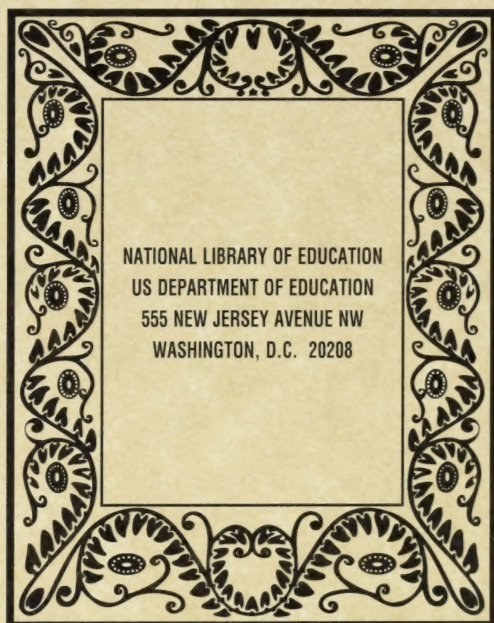 NATIONAL LIBRARY OF EDUCATION
US DEPARTMENT OF EDUCATION
555 NEW JERSEY AVENUE NW
WASHINGTON, D.C. 20208